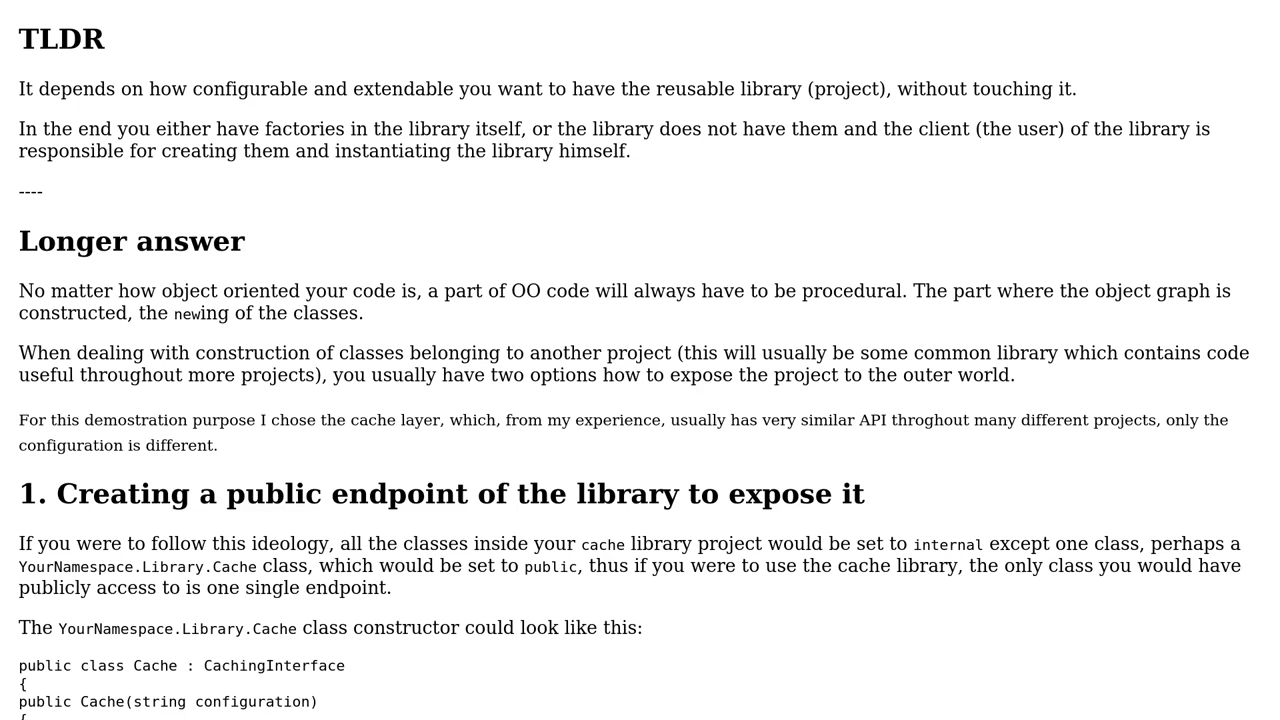 TLDR
It depends on how configurable and extendable you want to have the reusable library (project), without touching it.
In the end you either have factories in the library itself, or the library does not have them and the client (the user) of the library is
responsible for creating them and instantiating the library himself.
----
Longer answer
No matter how object oriented your code is, a part of OO code will always have to be procedural. The part where the object graph is
constructed, the newing of the classes.
When dealing with construction of classes belonging to another project (this will usually be some common library which contains code
useful throughout more projects), you usually have two options how to expose the project to the outer world.
For this demostration purpose I chose the cache layer, which, from my experience, usually has very similar API throghout many different projects, only the
configuration is different.
1. Creating a public endpoint of the library to expose it
If you were to follow this ideology, all the classes inside your cache library project would be set to internal except one class, perhaps a
YourNamespace.Library.Cache class, which would be set to public, thus if you were to use the cache library, the only class you would have
publicly access to is one single endpoint.
The YourNamespace.Library.Cache class constructor could look like this:
public class Cache : CachingInterface
{
public Cache(string configuration)
{